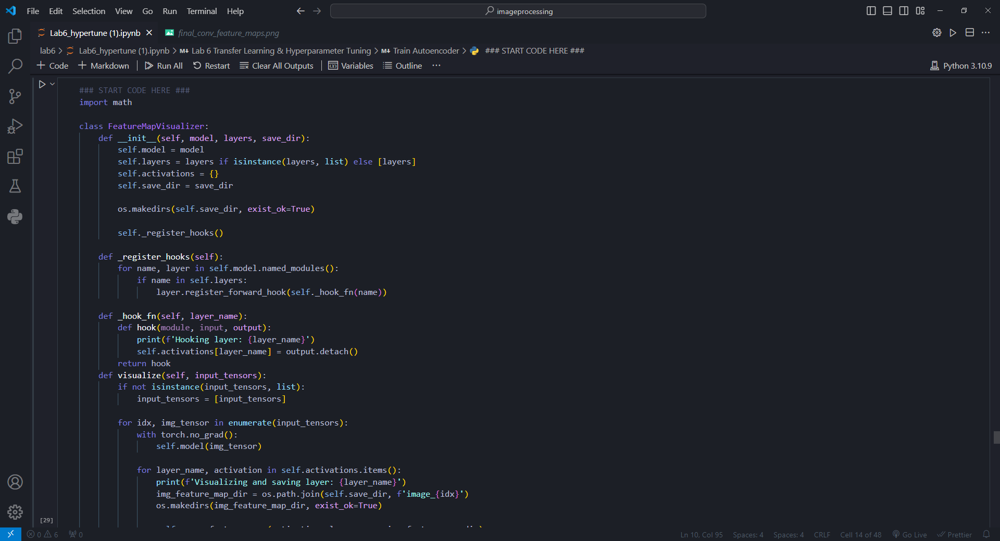 File Edit Selection View Go Run Terminal Help
imageprocessing
Lab6_hypertune (1).ipynb
final_conv_feature_maps.png
lab6 > Lab6_hypertune (1).ipynb > M↓ Lab 6 Transfer Learning & Hyperparameter Tuning > M↓ Train Autoencoder > ### START CODE HERE ###
+ Code + Markdown | Run All Restart Clear All Outputs | Variables Outline ···
Python 3.10.9
### START CODE HERE ###
import math
class FeatureMapVisualizer:
def __init__(self, model, layers, save_dir):
self.model = model
self.layers = layers if isinstance(layers, list) else [layers]
self.activations = {}
self.save_dir = save_dir
os.makedirs(self.save_dir, exist_ok=True)
self._register_hooks()
def _register_hooks(self):
for name, layer in self.model.named_modules():
if name in self.layers:
layer.register_forward_hook(self._hook_fn(name))
def _hook_fn(self, layer_name):
def hook(module, input, output):
print(f'Hooking layer: {layer_name}')
self.activations[layer_name] = output.detach()
return hook
def visualize(self, input_tensors):
if not isinstance(input_tensors, list):
input_tensors = [input_tensors]
for idx, img_tensor in enumerate(input_tensors):
with torch.no_grad():
self.model(img_tensor)
for layer_name, activation in self.activations.items():
print(f'Visualizing and saving layer: {layer_name}')
img_feature_map_dir = os.path.join(self.save_dir, f'image_{idx}')
os.makedirs(img_feature_map_dir, exist_ok=True)
[29]
0 6 0
Ln 10, Col 95 Spaces: 4 Spaces: 4 CRLF Cell 14 of 48 Go Live Prettier